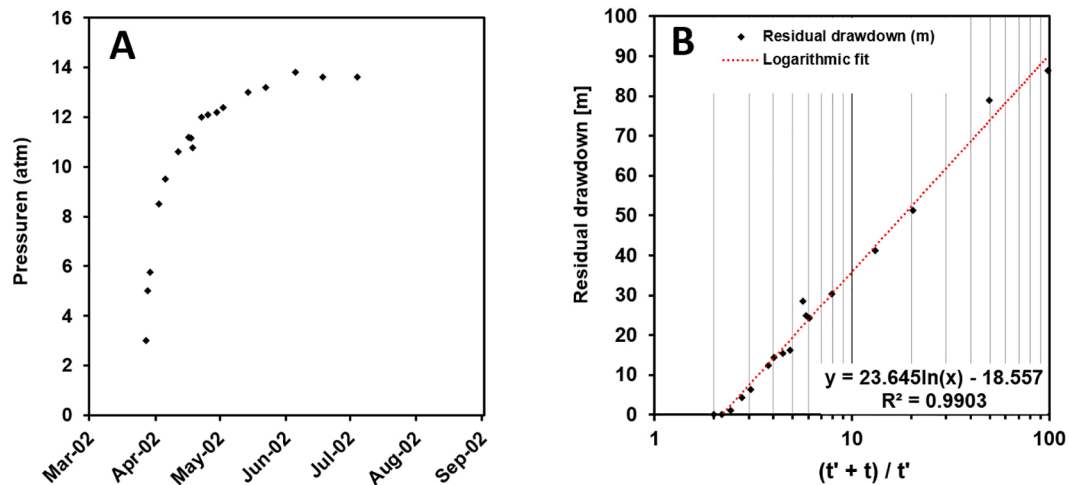 A
16
14
12
10
8
6
4
2
0
Pressuren (atm)
Mar-02
Apr-02
May-02
Jun-02
Jul-02
Aug-02
Sep-02
B
Residual drawdown (m)
Logarithmic fit
100
90
80
70
60
50
40
30
20
10
0
Residual drawdown [m]
y = 23.645ln(x) - 18.557
R² = 0.9903
1
10
100
(t' + t) / t'